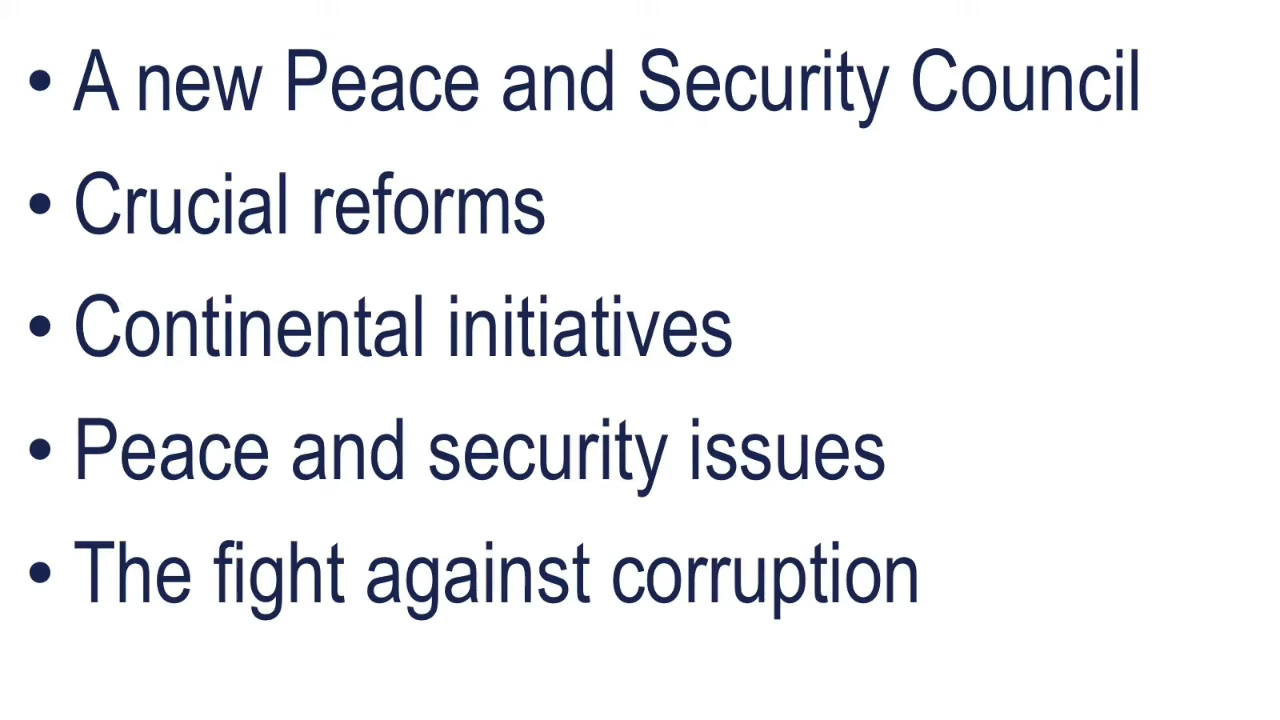 • A new Peace and Security Council
• Crucial reforms
• Continental initiatives
• Peace and security issues
• The fight against corruption